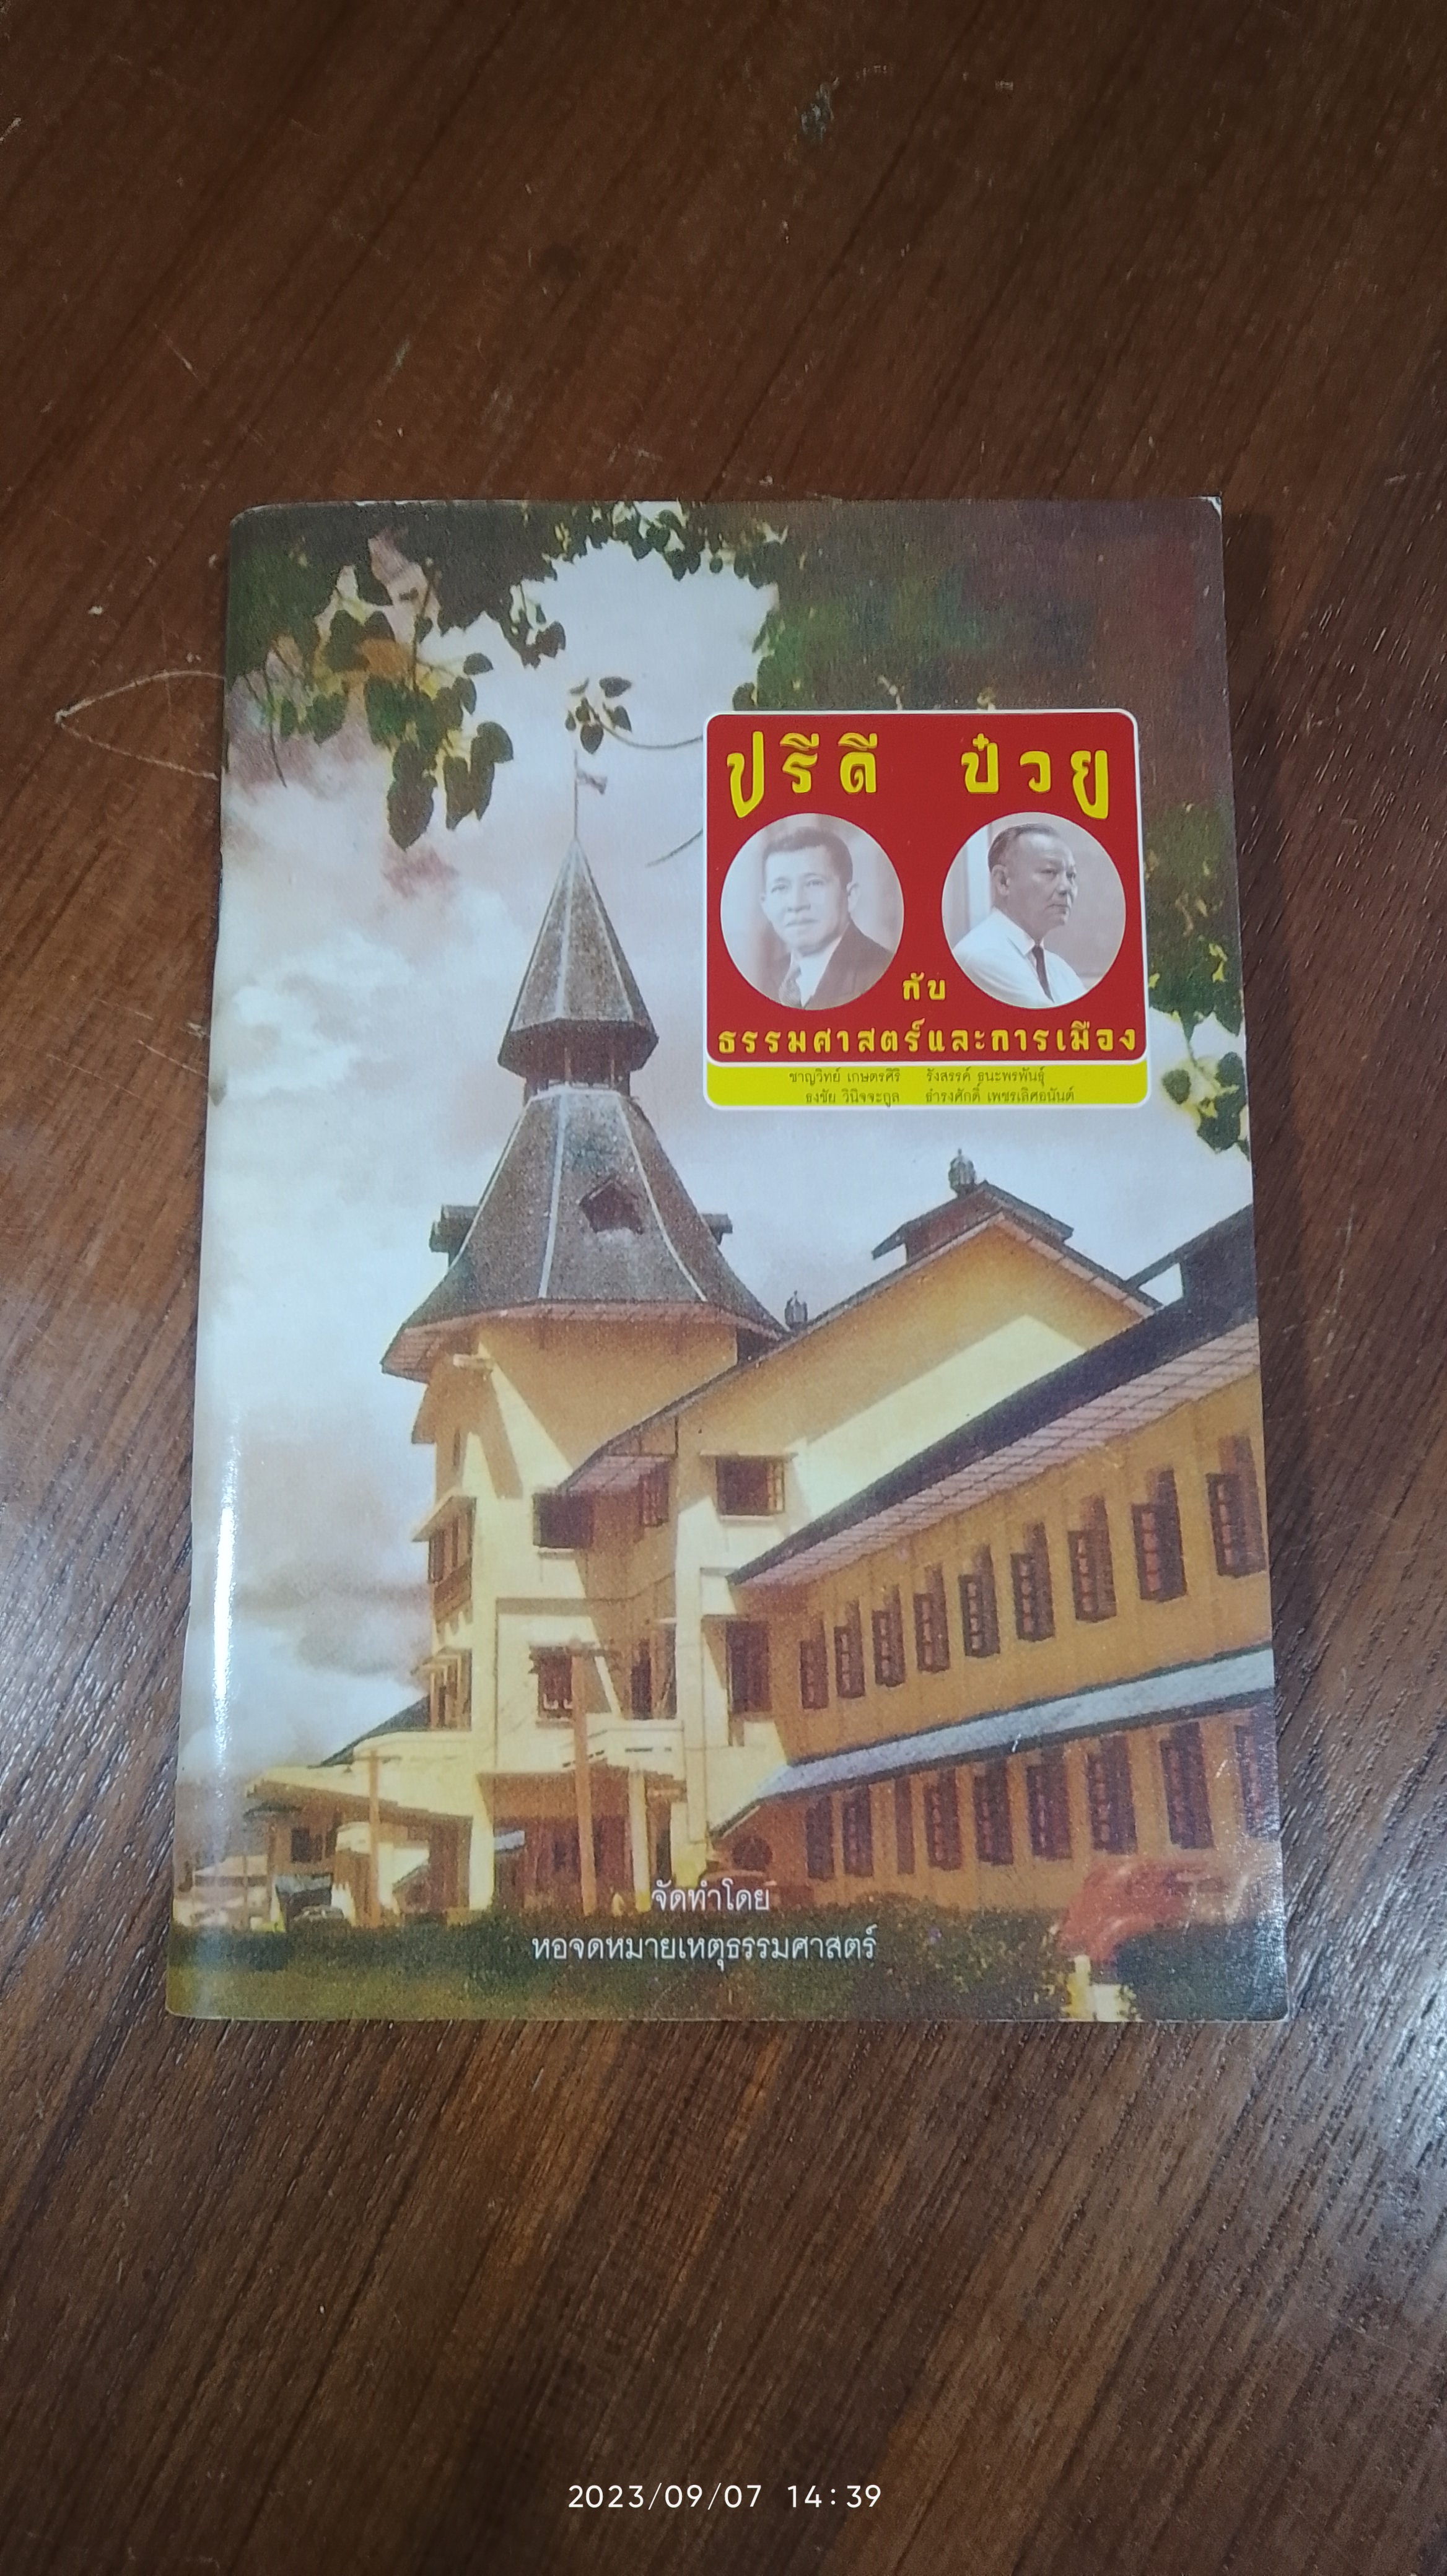 ปรีดี ป๋วย
กับ
ธรรมศาสตร์และการเมือง
ชาญวิทย์ เกษตรศิริ รังสรรค์ ธนะพรพันธุ์
ธงชัย วินิจจะกูล ธำรงศักดิ์ เพชรเลิศอนันต์
จัดทำโดย
หอจดหมายเหตุธรรมศาสตร์
2023/09/07 14:39